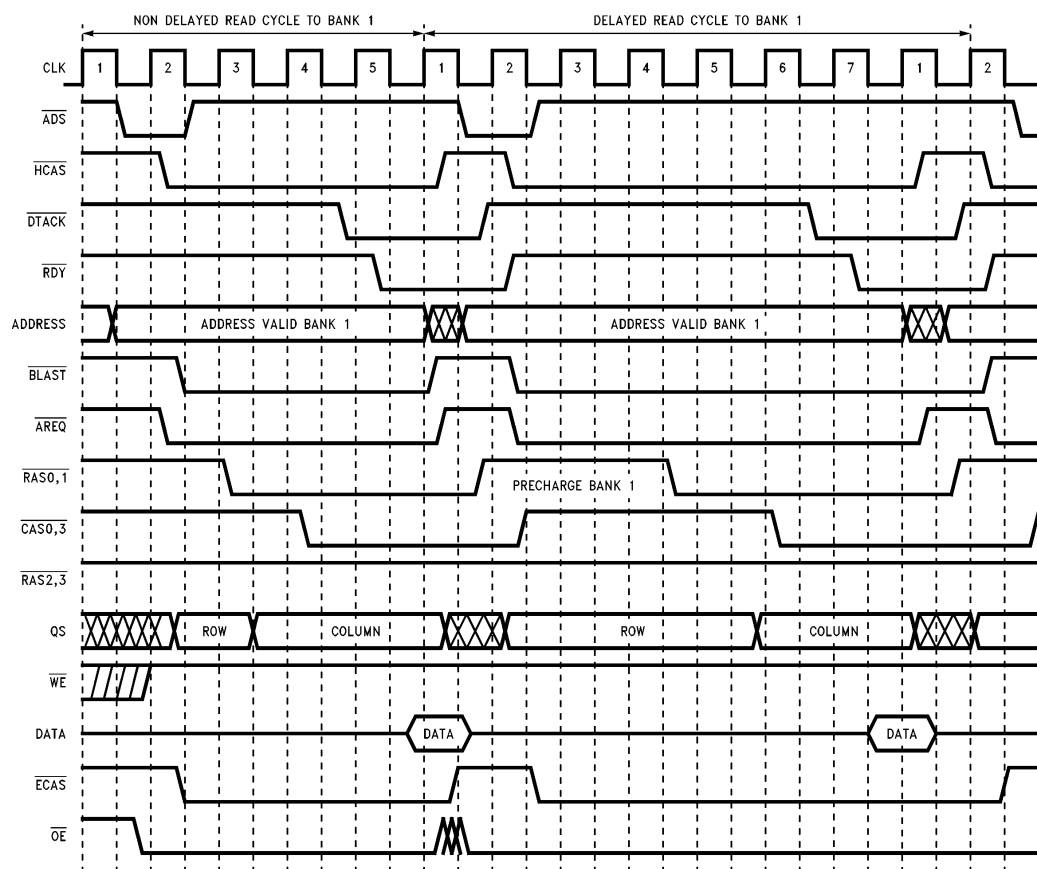 NON DELAYED READ CYCLE TO BANK 1 DELAYED READ CYCLE TO BANK 1
CLK 1 2 3 4 5 1 2 3 4 5 6 7 1 2
ADS
HCAS
DTACK
RDY
ADDRESS ADDRESS VALID BANK 1 ADDRESS VALID BANK 1
BLAST
AREQ
RAS0,1 PRECHARGE BANK 1
CAS0,3
RAS2,3
QS ROW COLUMN ROW COLUMN
WE
DATA DATA DATA
ECAS
OE